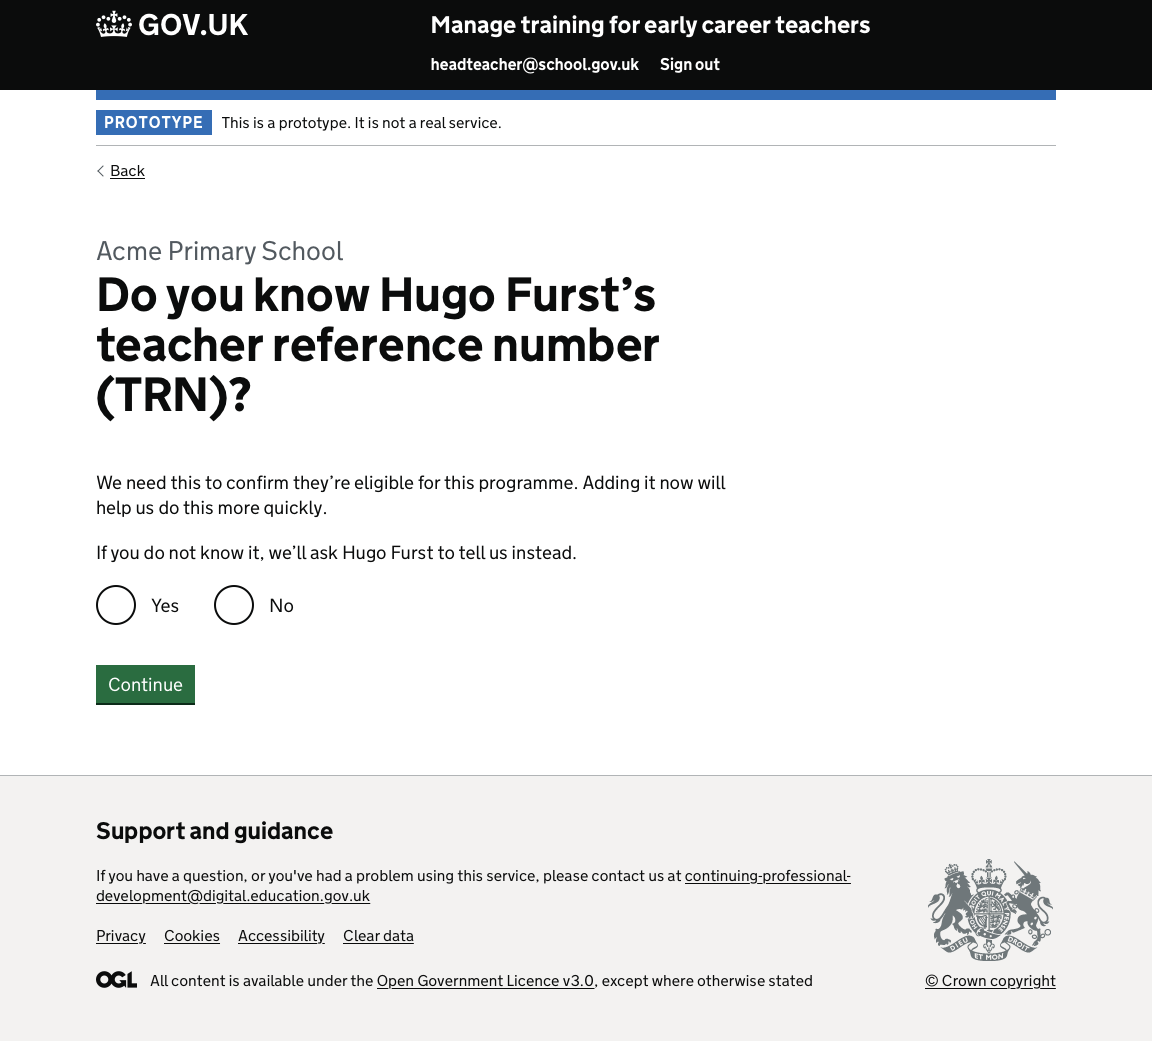 GOV.UK
Manage training for early career teachers
headteacher@school.gov.uk Sign out
PROTOTYPE This is a prototype. It is not a real service.
Back
Acme Primary School
Do you know Hugo Furst’s
teacher reference number
(TRN)?
We need this to confirm they’re eligible for this programme. Adding it now will
help us do this more quickly.
If you do not know it, we’ll ask Hugo Furst to tell us instead.
Yes No
Continue
Support and guidance
If you have a question, or you've had a problem using this service, please contact us at continuing-professional-
development@digital.education.gov.uk
Privacy Cookies Accessibility Clear data
OGL All content is available under the Open Government Licence v3.0, except where otherwise stated
DIEU ET MON DROIT
© Crown copyright